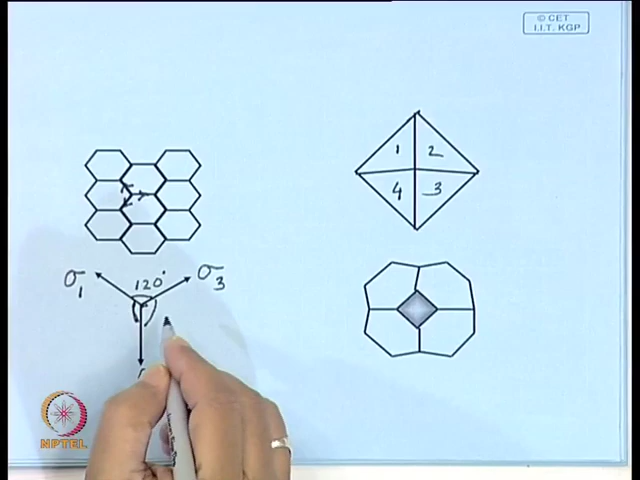 © CET
I.I.T. KGP
1 2
4 3
120°
σ1 σ3
NPTEL